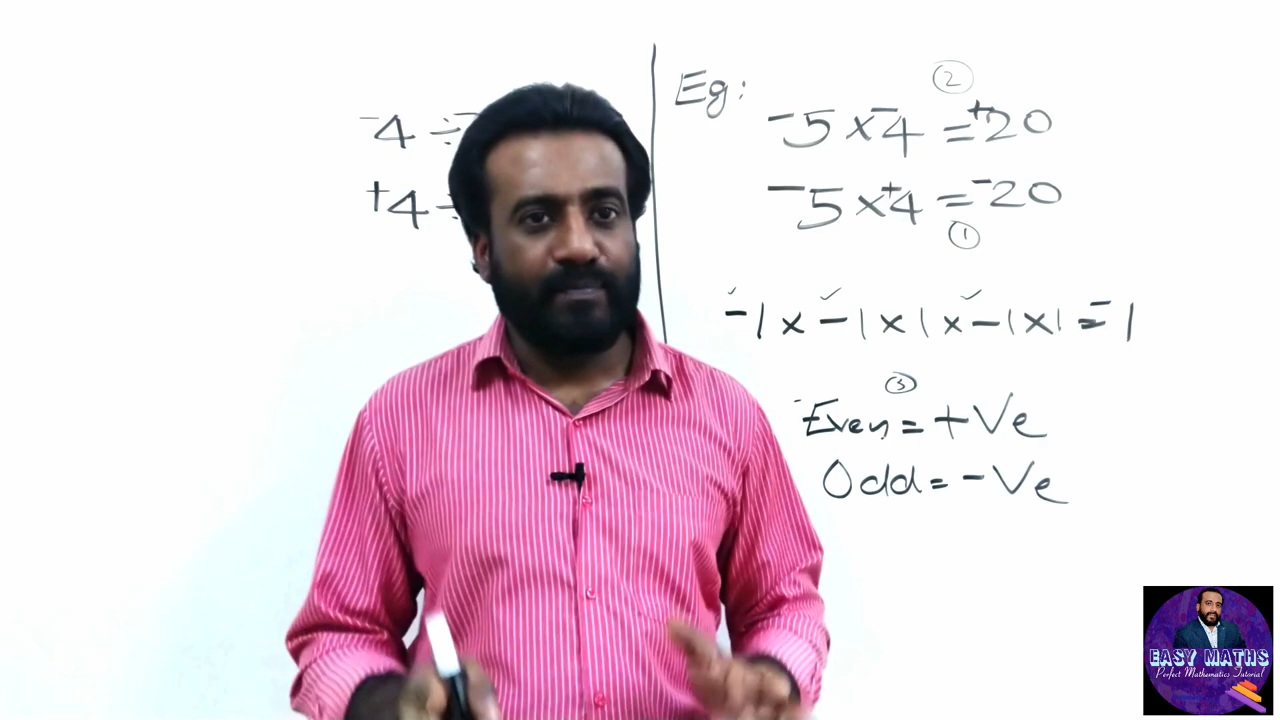 -4 ÷ -
+4 ÷
Eg:
②
-5 x -4 = +20
-5 x +4 = -20
①
-1 x -1 x 1 x -1 x 1 = -1
③
Even = +Ve
Odd = -Ve
EASY MATHS
Perfect Mathematics Tutorial